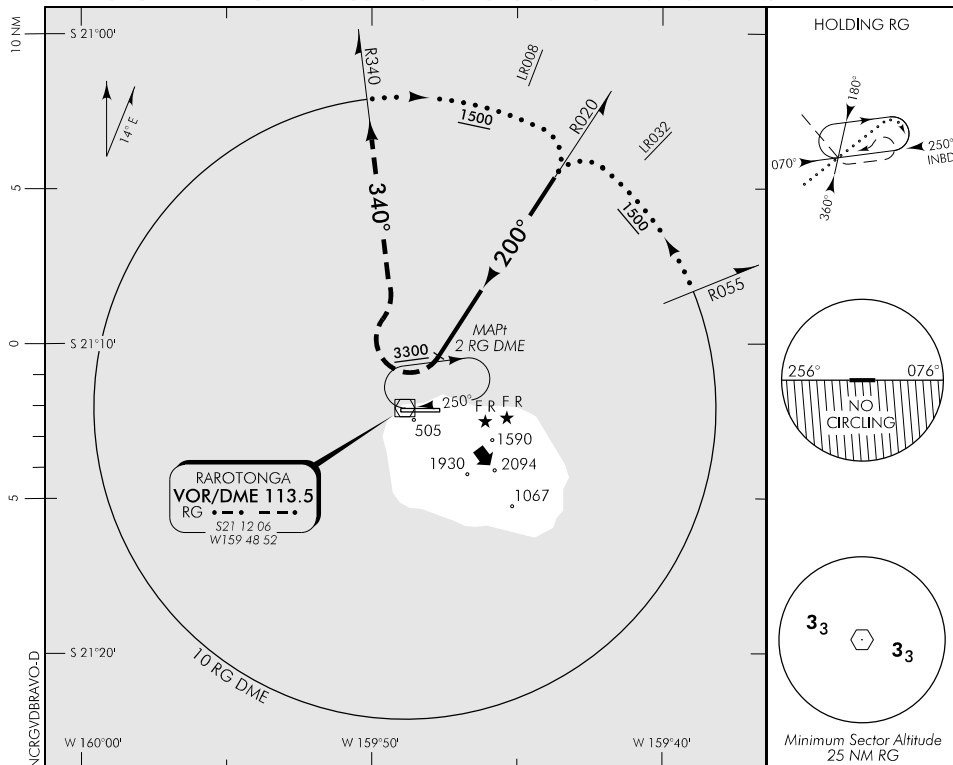 10 NM
S 21°00'
R340
LR008
R020
1500
LR032
14° E
5
340°
200°
1500
R055
0
S 21°10'
MAPt
2 RG DME
3300
250°
505
F R
F R
1590
1930
2094
1067
RAROTONGA
VOR/DME 113.5
RG
S21 12 06
W159 48 52
5
S 21°20'
10 RG DME
NCRGVDBRAVO-D
W 160°00'
W 159°50'
W 159°40'
HOLDING RG
180°
070°
250°
INBD
360°
256°
076°
NO
CIRCLING
33
33
Minimum Sector Altitude
25 NM RG